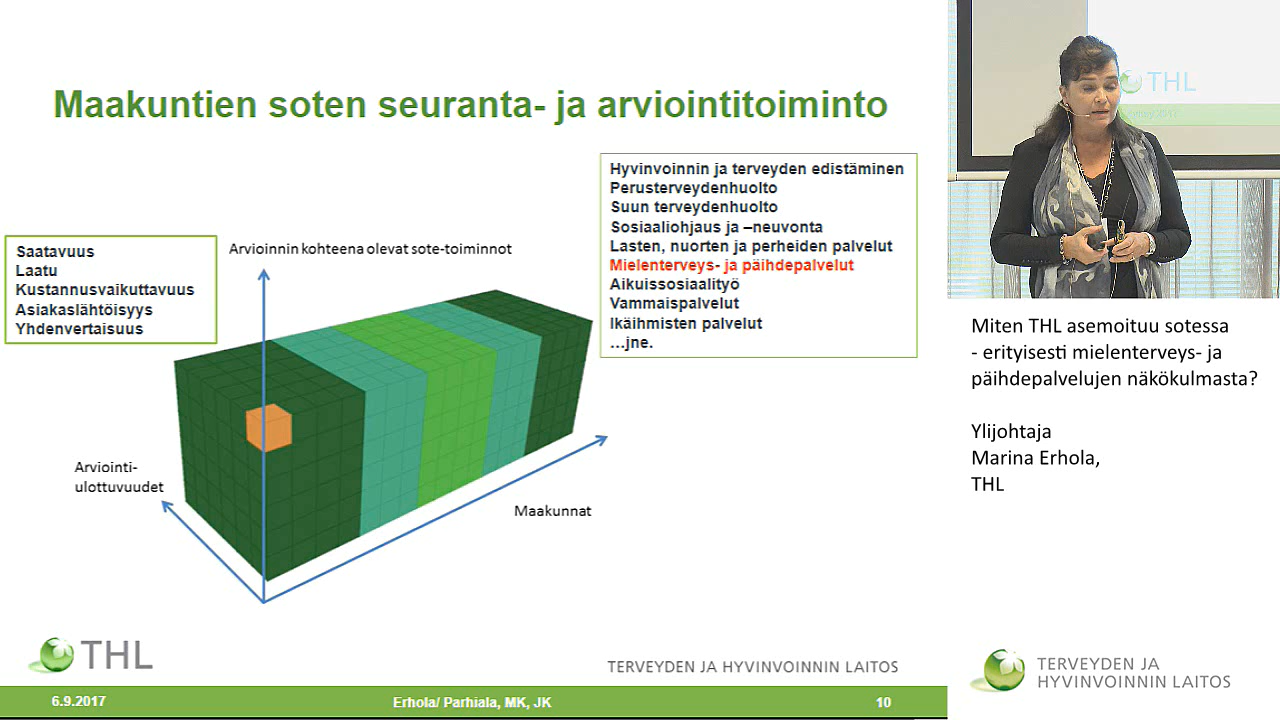 Maakuntien soten seuranta- ja arviointitoiminto
Hyvinvoinnin ja terveyden edistäminen
Perusterveydenhuolto
Suun terveydenhuolto
Sosiaaliohjaus ja –neuvonta
Lasten, nuorten ja perheiden palvelut
Mielenterveys- ja päihdepalvelut
Aikuissosiaalityö
Vammaispalvelut
Ikäihmisten palvelut
...jne.
Saatavuus
Laatu
Kustannusvaikuttavuus
Asiakaslähtöisyys
Yhdenvertaisuus
Arvioinnin kohteena olevat sote-toiminnot
Arviointi-
ulottuvuudet
Maakunnat
THL
TERVEYDEN JA HYVINVOINNIN LAITOS
6.9.2017
Erhola/ Parhiala, MK, JK
10
THL
Miten THL asemoituu sotessa
- erityisesti mielenterveys- ja
päihdepalvelujen näkökulmasta?
Ylijohtaja
Marina Erhola,
THL
TERVEYDEN JA
HYVINVOINNIN LAITOS